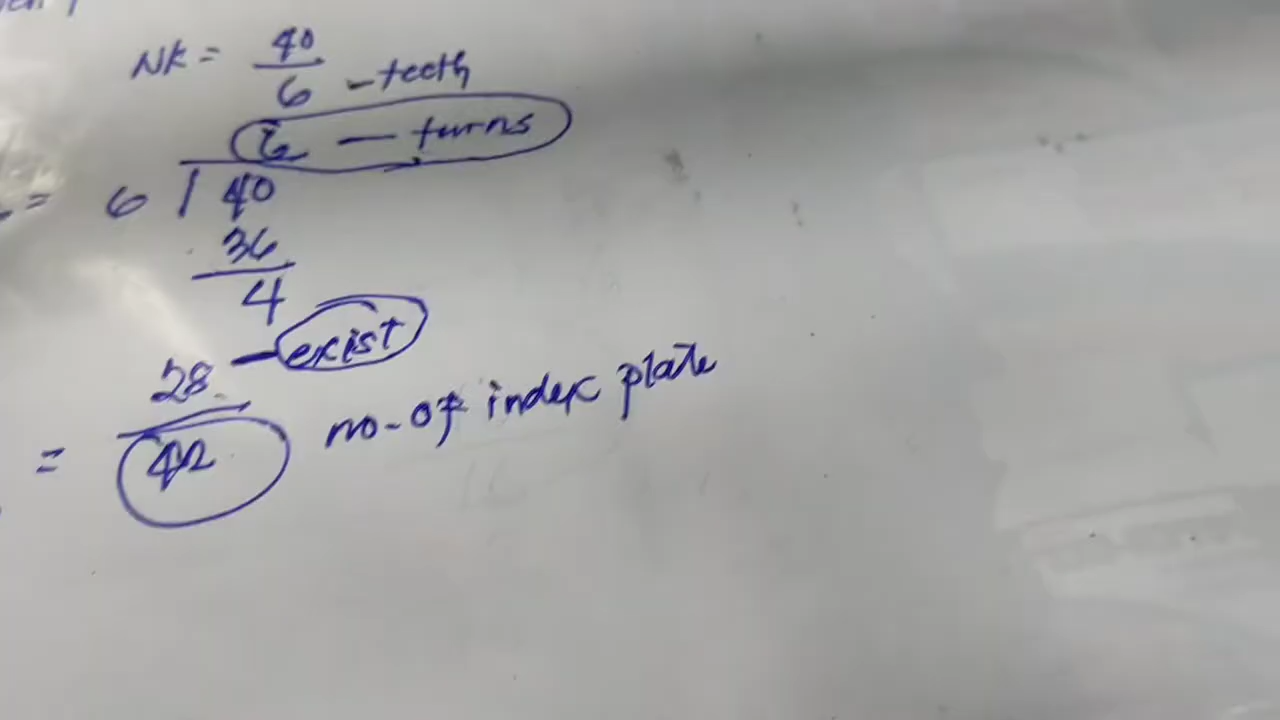 NK = 40
6 - teeth
6 — turns
= 6 / 40
36
4
28 - exist
= 42 no. of index plate